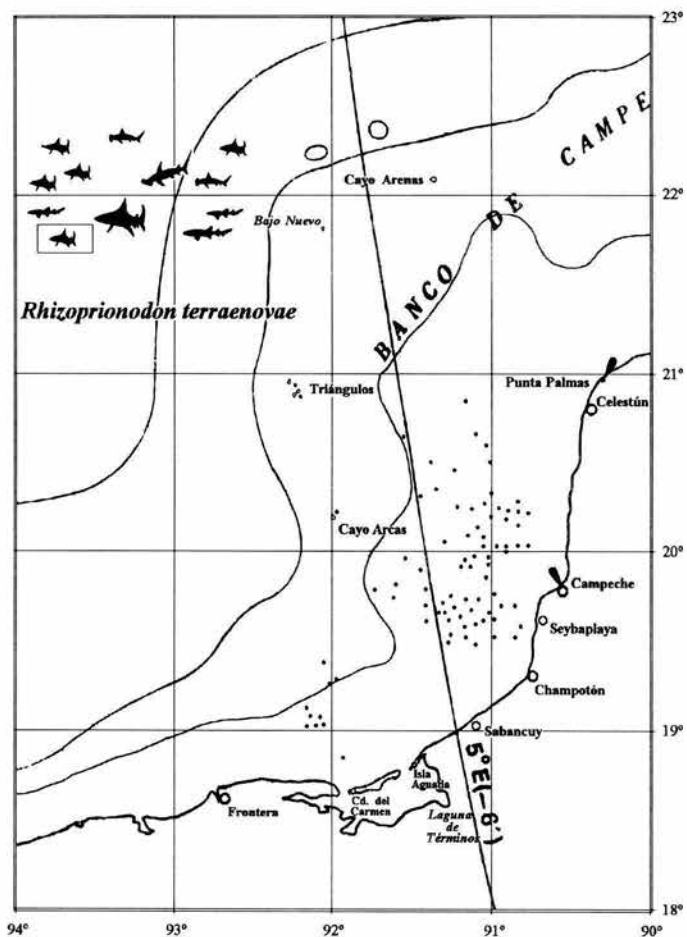 23°
CAMPE
Cayo Arenas
22°
Bajo Nuevo
BANCO DE
Rhizoprionodon terraenovae
21°
Triángulos
Punta Palmas
Celestún
Cayo Arcas
20°
Campeche
Seybaplaya
Champotón
19°
Sabancuy
5°E(-6')
Isla
Aguada
Cd. del
Carmen
Frontera
Laguna
de
Términos
18°
94° 93° 92° 91° 90°